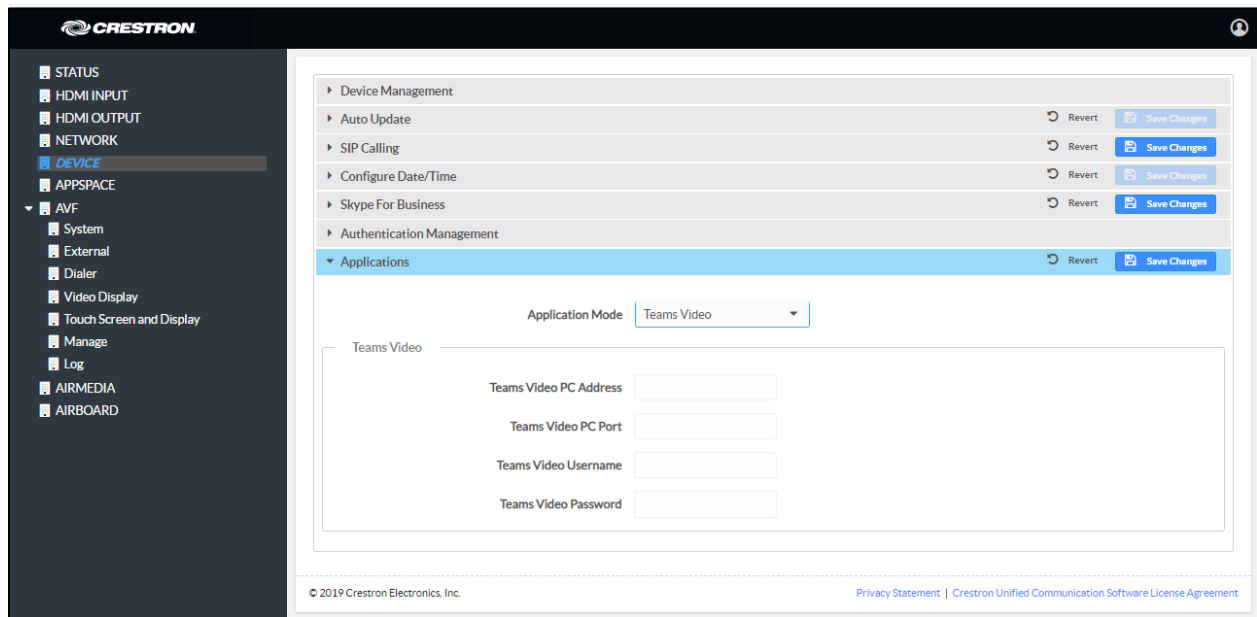 CRESTRON
STATUS
HDMI INPUT
HDMI OUTPUT
NETWORK
DEVICE
APPSPACE
AVF
System
External
Dialer
Video Display
Touch Screen and Display
Manage
Log
AIRMEDIA
AIRBOARD
Device Management
Auto Update Revert Save Changes
SIP Calling Revert Save Changes
Configure Date/Time Revert Save Changes
Skype For Business Revert Save Changes
Authentication Management
Applications Revert Save Changes
Application Mode Teams Video
Teams Video
Teams Video PC Address
Teams Video PC Port
Teams Video Username
Teams Video Password
© 2019 Crestron Electronics, Inc. Privacy Statement | Crestron Unified Communication Software License Agreement